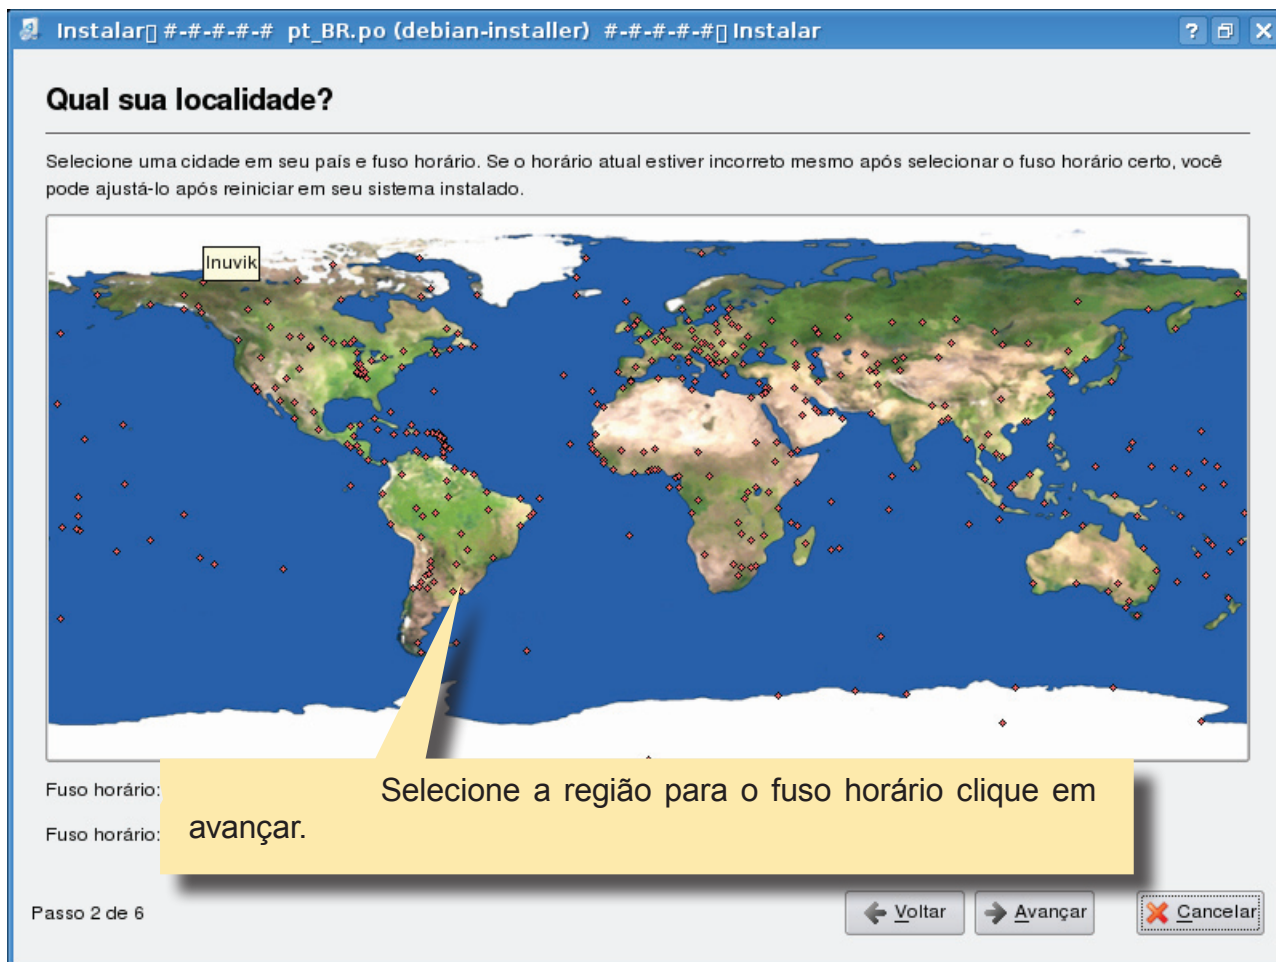 Instalar▯ #-#-#-#-# pt_BR.po (debian-installer) #-#-#-#-#▯ Instalar
Qual sua localidade?
Selecione uma cidade em seu país e fuso horário. Se o horário atual estiver incorreto mesmo após selecionar o fuso horário certo, você
pode ajustá-lo após reiniciar em seu sistema instalado.
Inuvik
Fuso horário:
Fuso horário:
Selecione a região para o fuso horário clique em
avançar.
Passo 2 de 6
Voltar
Avançar
Cancelar